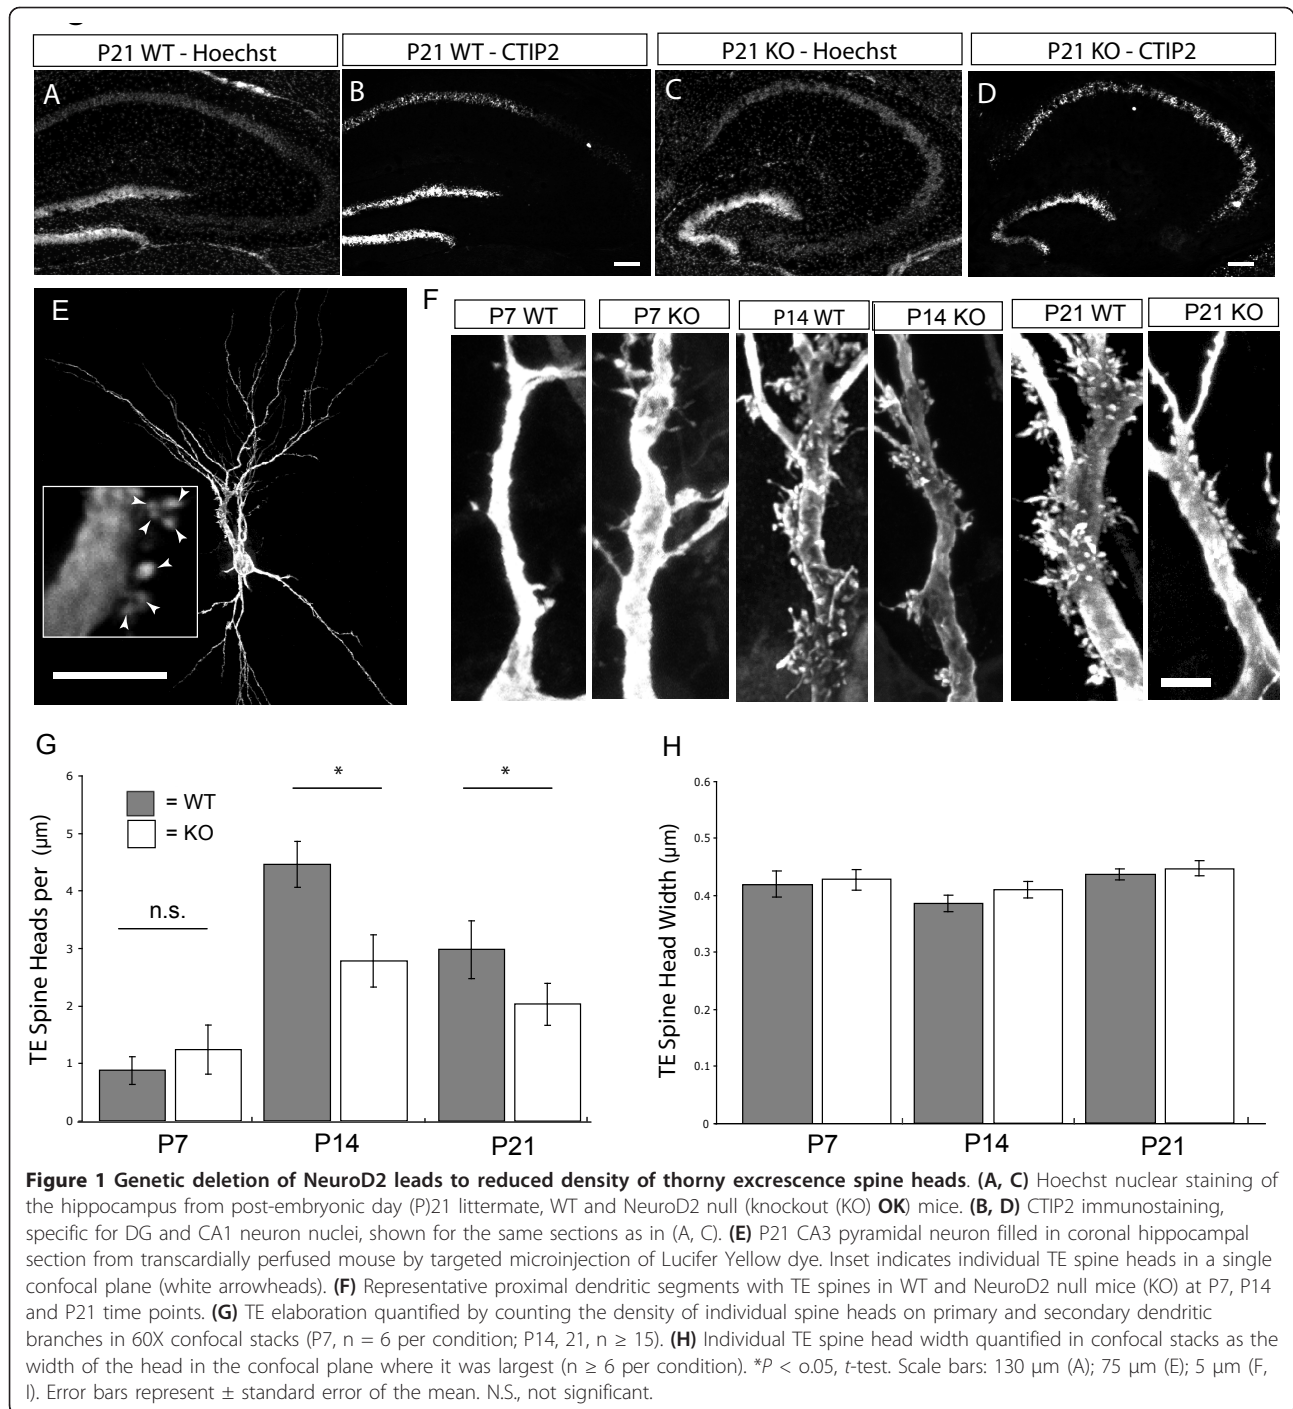 P21 WT - Hoechst
P21 WT - CTIP2
P21 KO - Hoechst
P21 KO - CTIP2
A
B
C
D
E
F
P7 WT
P7 KO
P14 WT
P14 KO
P21 WT
P21 KO
G
TE Spine Heads per (µm)
6
5
4
3
2
1
0
= WT
= KO
n.s.
*
*
P7
P14
P21
H
TE Spine Head Width (µm)
0.6
0.5
0.4
0.3
0.2
0.1
0
P7
P14
P21
Figure 1 Genetic deletion of NeuroD2 leads to reduced density of thorny excrescence spine heads. (A, C) Hoechst nuclear staining of
the hippocampus from post-embryonic day (P)21 littermate, WT and NeuroD2 null (knockout (KO) OK) mice. (B, D) CTIP2 immunostaining,
specific for DG and CA1 neuron nuclei, shown for the same sections as in (A, C). (E) P21 CA3 pyramidal neuron filled in coronal hippocampal
section from transcardially perfused mouse by targeted microinjection of Lucifer Yellow dye. Inset indicates individual TE spine heads in a single
confocal plane (white arrowheads). (F) Representative proximal dendritic segments with TE spines in WT and NeuroD2 null mice (KO) at P7, P14
and P21 time points. (G) TE elaboration quantified by counting the density of individual spine heads on primary and secondary dendritic
branches in 60X confocal stacks (P7, n = 6 per condition; P14, 21, n ≥ 15). (H) Individual TE spine head width quantified in confocal stacks as the
width of the head in the confocal plane where it was largest (n ≥ 6 per condition). *P < o.05, t-test. Scale bars: 130 µm (A); 75 µm (E); 5 µm (F,
I). Error bars represent ± standard error of the mean. N.S., not significant.